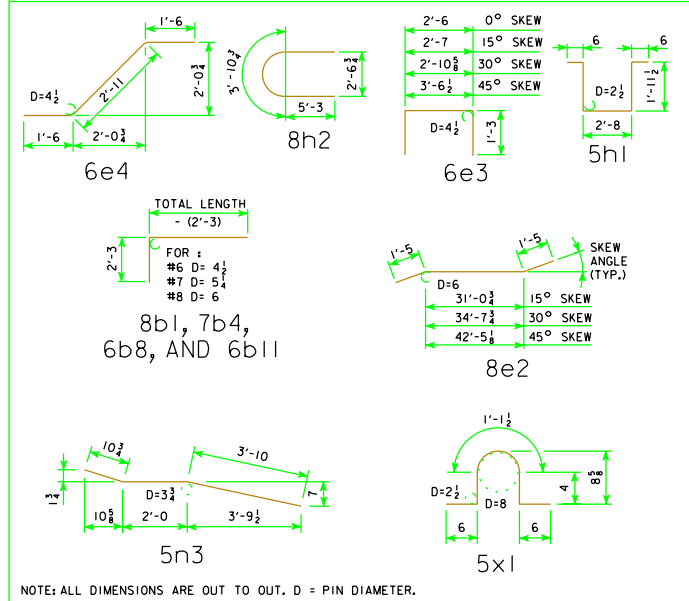 1'-6
D=4½
2'-11
2'-0¾
1'-6
2'-0¾
6e4
3'-10¾
2'-6¾
5'-3
8h2
2'-6 0° SKEW
2'-7 15° SKEW
2'-10⅝ 30° SKEW
3'-6½ 45° SKEW
D=4½
1'-3
6e3
6
6
D=2½
1'-11½
2'-8
5h1
TOTAL LENGTH
- (2'-3)
2'-3
FOR :
#6 D= 4½
#7 D= 5¼
#8 D= 6
8b1, 7b4,
6b8, AND 6b11
1'-5
1'-5
SKEW
ANGLE
(TYP.)
D=6
31'-0¾ 15° SKEW
34'-7¾ 30° SKEW
42'-5⅛ 45° SKEW
8e2
10¾
3'-10
1¾
D=3¾
7
10⅝
2'-0
3'-9½
5n3
1'-1½
D=2½
D=8
4
8⅝
6
6
5x1
NOTE: ALL DIMENSIONS ARE OUT TO OUT. D = PIN DIAMETER.